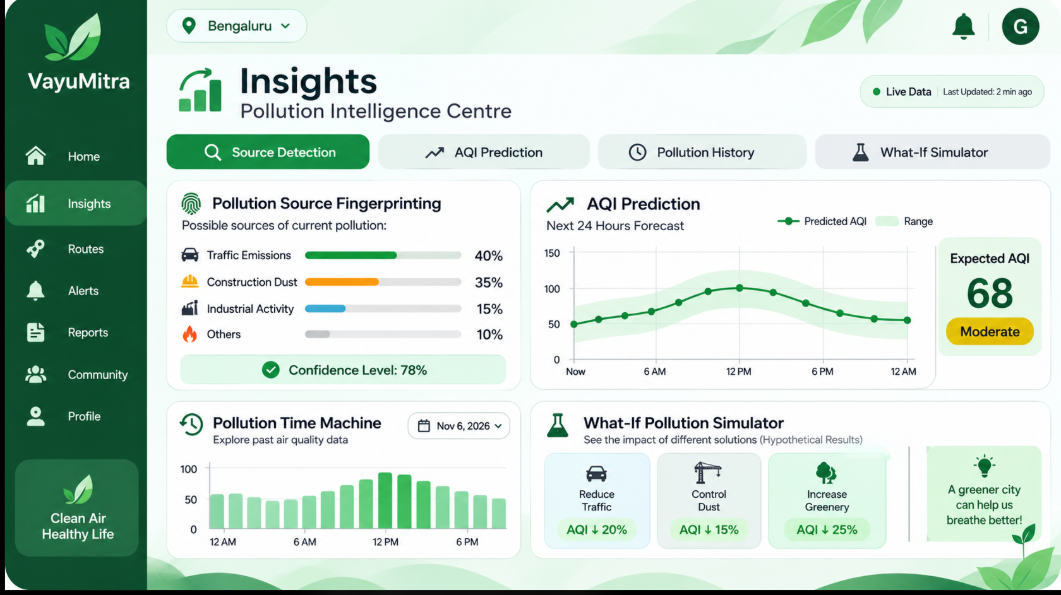 VayuMitra
Home
Insights
Routes
Alerts
Reports
Community
Profile
Clean Air
Healthy Life
Bengaluru
G
Insights
Pollution Intelligence Centre
Live Data
Last Updated: 2 min ago
Source Detection
AQI Prediction
Pollution History
What-If Simulator
Pollution Source Fingerprinting
Possible sources of current pollution:
Traffic Emissions 40%
Construction Dust 35%
Industrial Activity 15%
Others 10%
Confidence Level: 78%
AQI Prediction
Next 24 Hours Forecast
Predicted AQI Range
150
100
50
0
Now 6 AM 12 PM 6 PM 12 AM
Expected AQI
68
Moderate
Pollution Time Machine
Explore past air quality data
Nov 6, 2026
100
50
0
12 AM 6 AM 12 PM 6 PM
What-If Pollution Simulator
See the impact of different solutions (Hypothetical Results)
Reduce
Traffic
AQI ↓ 20%
Control
Dust
AQI ↓ 15%
Increase
Greenery
AQI ↓ 25%
A greener city
can help us
breathe better!